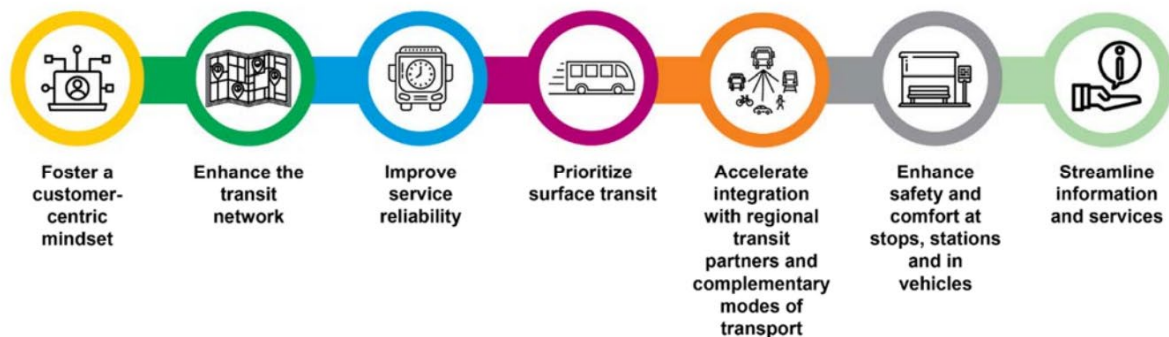 Foster a
customer-
centric
mindset
Enhance the
transit
network
Improve
service
reliability
Prioritize
surface transit
Accelerate
integration
with regional
transit
partners and
complementary
modes of
transport
Enhance
safety and
comfort at
stops, stations
and in
vehicles
Streamline
information
and services